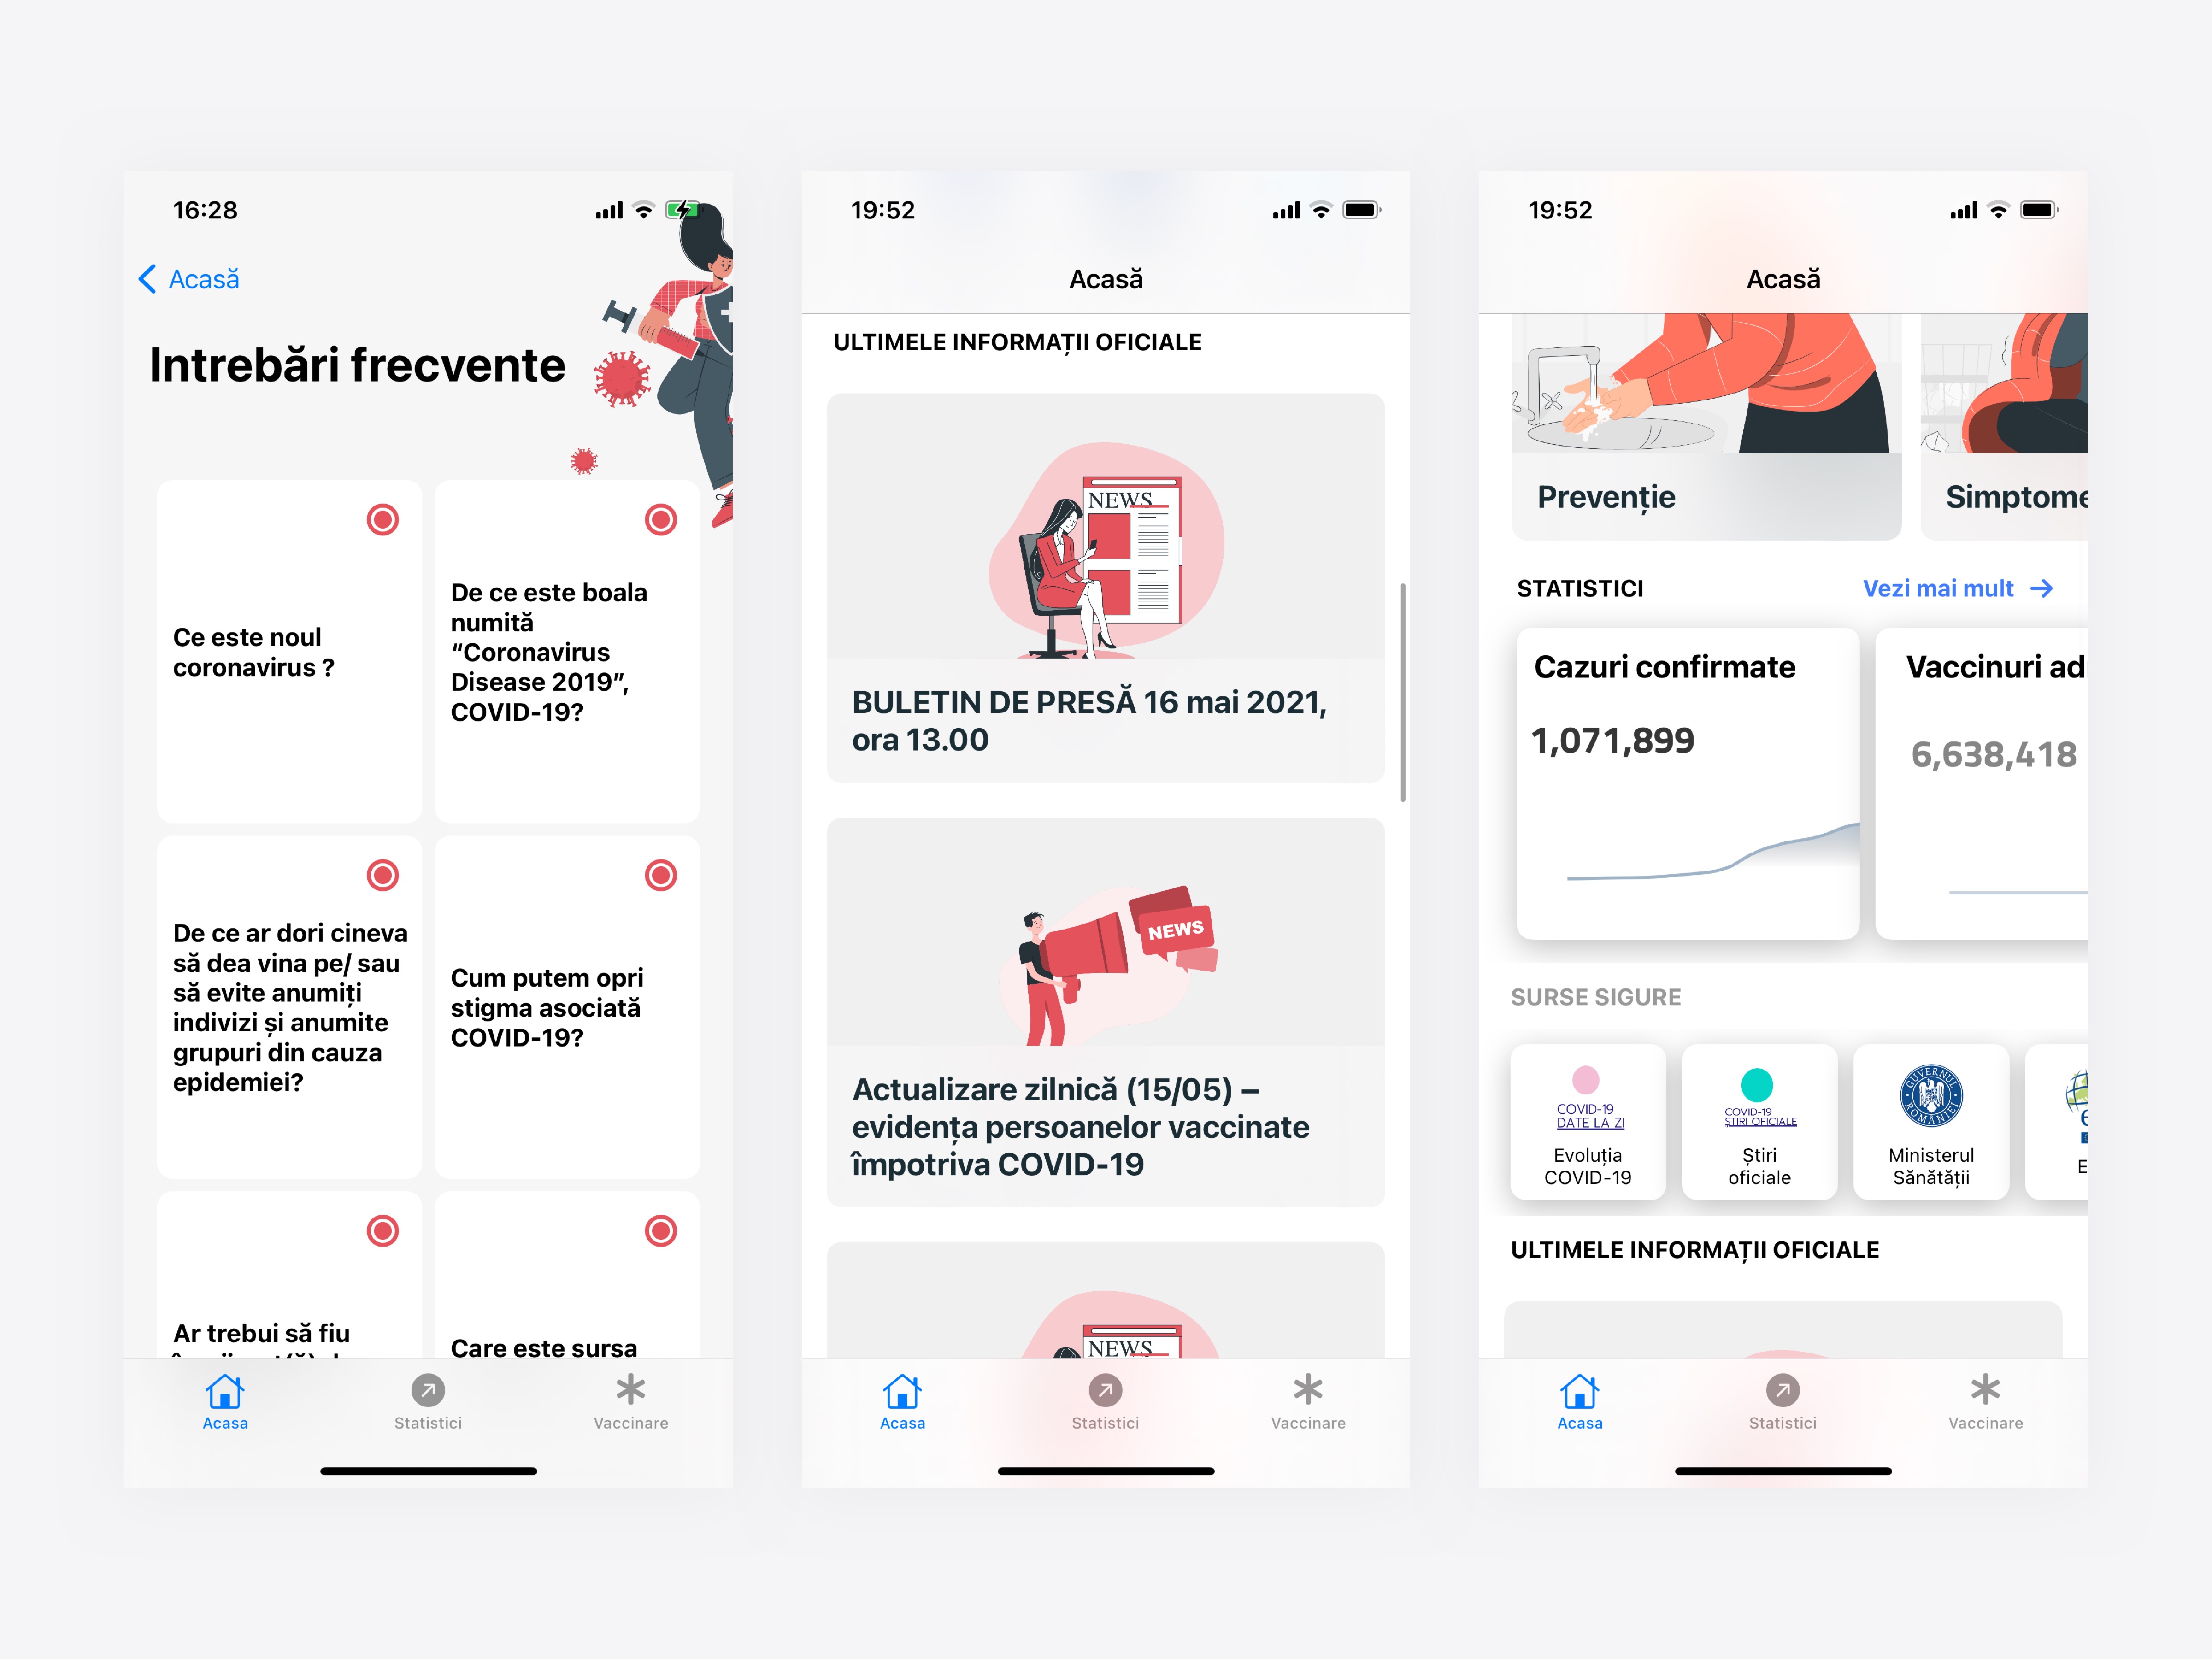 16:28
Acasă
Intrebări frecvente
Ce este noul
coronavirus ?
De ce este boala
numită
“Coronavirus
Disease 2019”,
COVID-19?
De ce ar dori cineva
să dea vina pe/ sau
să evite anumiți
indivizi și anumite
grupuri din cauza
epidemiei?
Cum putem opri
stigma asociată
COVID-19?
Ar trebui să fiu
Care este sursa
Acasa
Statistici
Vaccinare
19:52
Acasă
ULTIMELE INFORMAȚII OFICIALE
NEWS
BULETIN DE PRESĂ 16 mai 2021,
ora 13.00
NEWS
Actualizare zilnică (15/05) –
evidența persoanelor vaccinate
împotriva COVID-19
NEWS
Acasa
Statistici
Vaccinare
19:52
Acasă
Prevenție
Simptome
STATISTICI
Vezi mai mult
Cazuri confirmate
1,071,899
Vaccinuri ad
6,638,418
SURSE SIGURE
COVID-19
DATE LA ZI
Evoluția
COVID-19
COVID-19
ȘTIRI OFICIALE
Știri
oficiale
GUVERNUL
ROMÂNIEI
Ministerul
Sănătății
E
ULTIMELE INFORMAȚII OFICIALE
Acasa
Statistici
Vaccinare